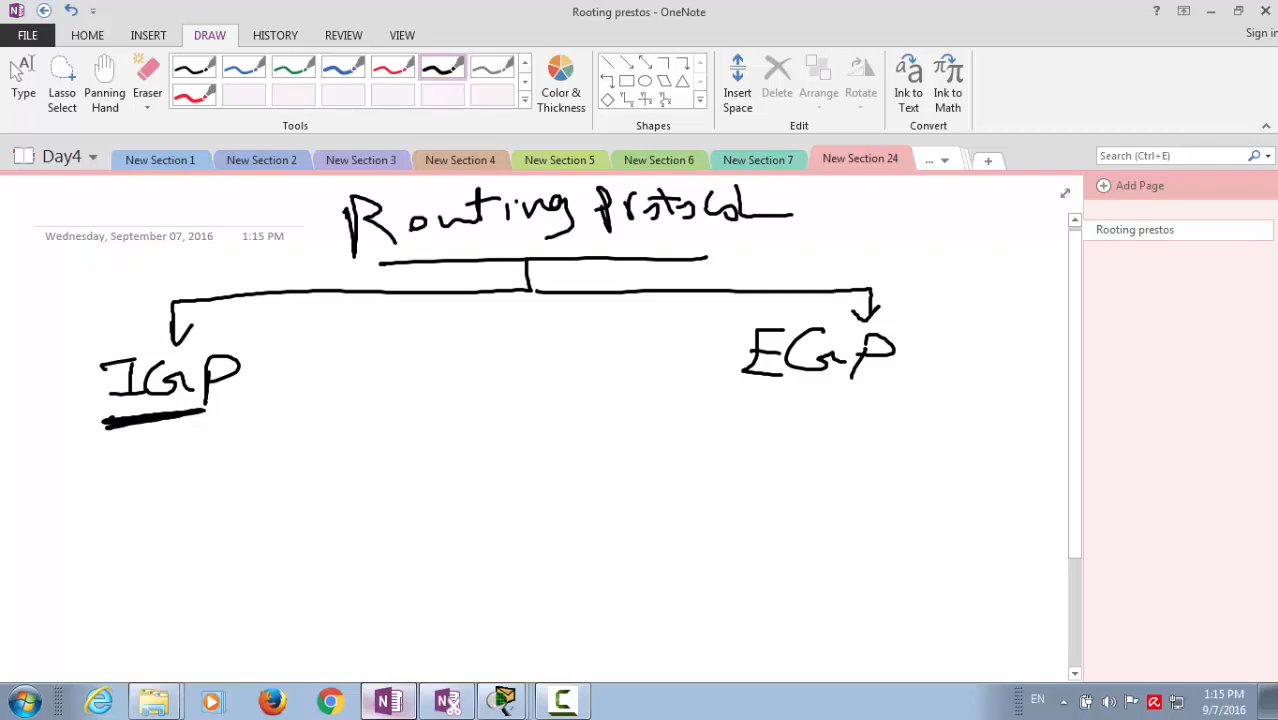 Rooting prestos - OneNote
? 
Sign in
FILE HOME INSERT DRAW HISTORY REVIEW VIEW
Type
Lasso Select
Panning Hand
Eraser
Color & Thickness
Insert Space
Delete
Arrange
Rotate
Ink to Text
Ink to Math
Tools
Shapes
Edit
Convert
Day4
New Section 1
New Section 2
New Section 3
New Section 4
New Section 5
New Section 6
New Section 7
New Section 24
...
Search (Ctrl+E)
Add Page
Rooting prestos
Routing Protocol
Wednesday, September 07, 2016 1:15 PM
IGP
EGP
EN
1:15 PM
9/7/2016